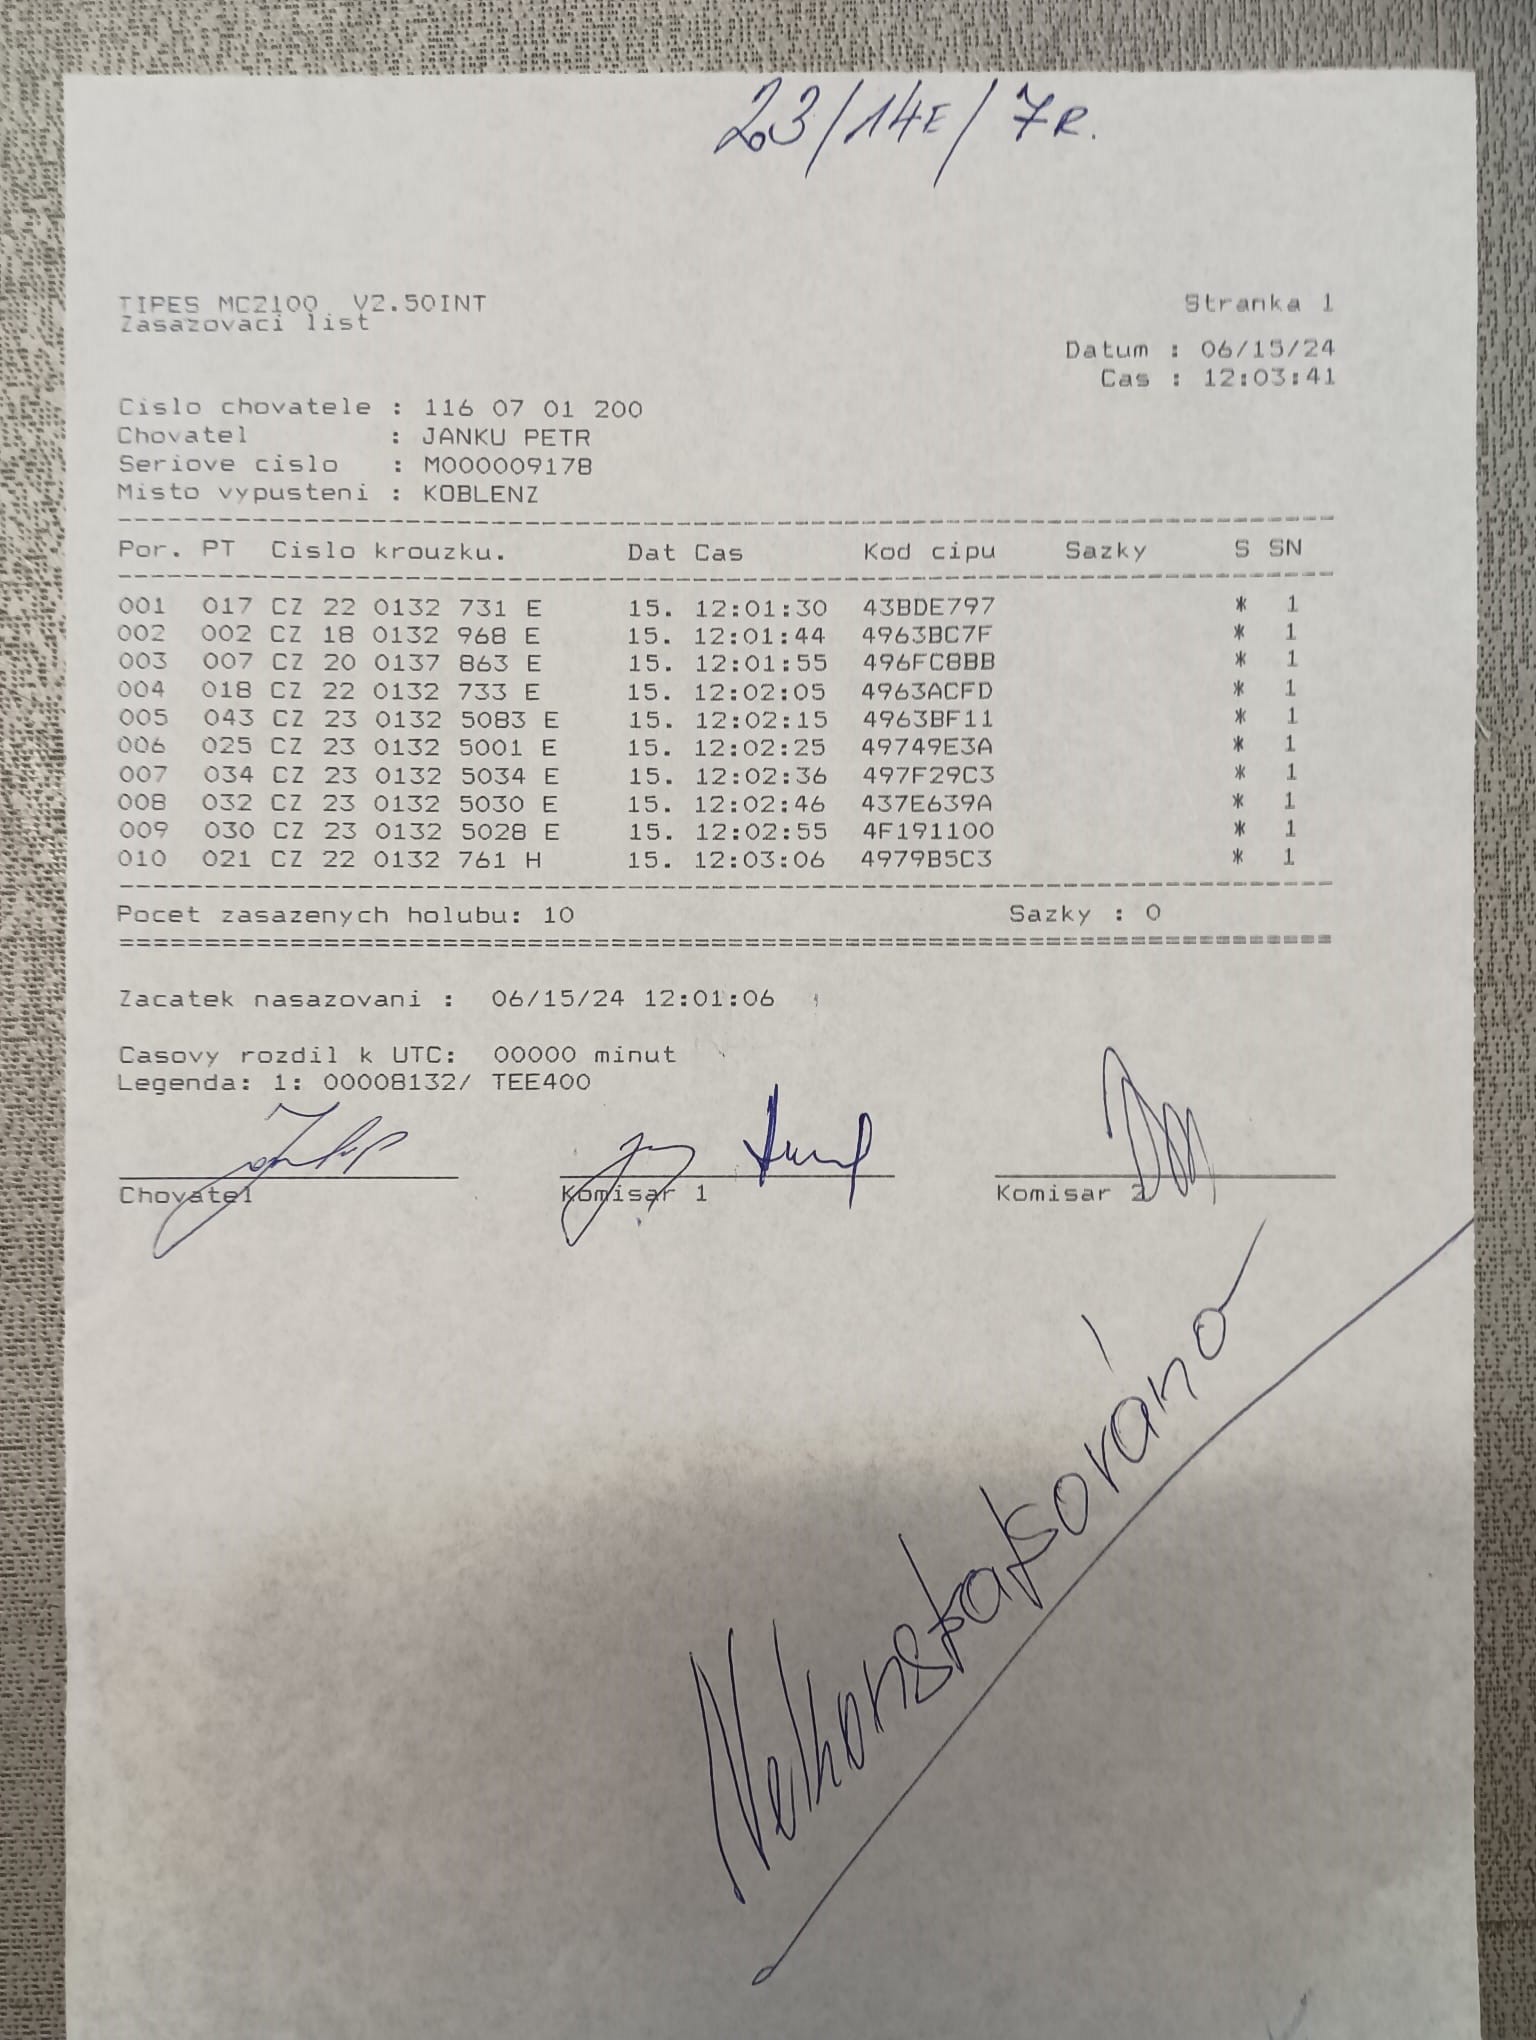 23/14E/7R.
TIPES MC2100 V2.50INT Stranka 1
Zasazovaci list
Datum : 06/15/24
Cas : 12:03:41
Cislo chovatele : 116 07 01 200
Chovatel : JANKU PETR
Seriove cislo : M000009178
Misto vypusteni : KOBLENZ
Por. PT Cislo krouzku. Dat Cas Kod cipu Sazky S SN
001 017 CZ 22 0132 731 E 15. 12:01:30 43BDE797 * 1
002 002 CZ 18 0132 968 E 15. 12:01:44 4963BC7F * 1
003 007 CZ 20 0137 863 E 15. 12:01:55 496FC8BB * 1
004 018 CZ 22 0132 733 E 15. 12:02:05 4963ACFD * 1
005 043 CZ 23 0132 5083 E 15. 12:02:15 4963BF11 * 1
006 025 CZ 23 0132 5001 E 15. 12:02:25 49749E3A * 1
007 034 CZ 23 0132 5034 E 15. 12:02:36 497F29C3 * 1
008 032 CZ 23 0132 5030 E 15. 12:02:46 437E639A * 1
009 030 CZ 23 0132 5028 E 15. 12:02:55 4F191100 * 1
010 021 CZ 22 0132 761 H 15. 12:03:06 4979B5C3 * 1
Pocet zasazenych holubu: 10 Sazky : 0
Zacatek nasazovani : 06/15/24 12:01:06
Casovy rozdil k UTC: 00000 minut
Legenda: 1: 00008132/ TEE400
Chovatel Komisar 1 Komisar 2